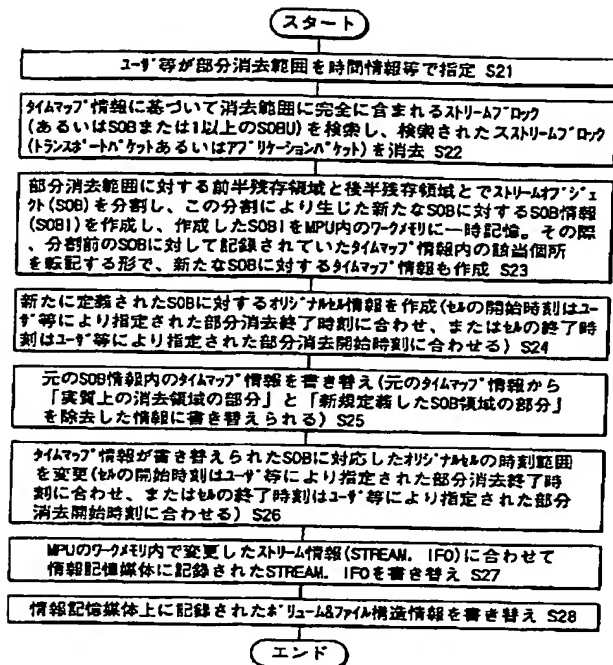 スタート
ユーザ等が部分消去範囲を時間情報等で指定 S21
タイムマップ情報に基づいて消去範囲に完全に含まれるストリームブロック
(あるいはSOBまたは1以上のSOBU)を検索し、検索されたスストリームブロック
(トランスポートパケットあるいはアプリケーションパケット)を消去 S22
部分消去範囲に対する前半残存領域と後半残存領域とでストリームオブジェ
クト(SOB)を分割し、この分割により生じた新たなSOBに対するSOB情報
(SOBI)を作成し、作成したSOBIをMPU内のワークメモリに一時記憶。その際
、分割前のSOBに対して記録されていたタイムマップ情報内の該当個所
を転記する形で、新たなSOBに対するタイムマップ情報も作成 S23
新たに定義されたSOBに対するオリジナルセル情報を作成(セルの開始時刻はユー
ザ等により指定された部分消去終了時刻に合わせ、またはセルの終了時
刻はユーザ等により指定された部分消去開始時刻に合わせる) S24
元のSOB情報内のタイムマップ情報を書き替え(元のタイムマップ情報から
「実質上の消去領域の部分」と「新規定義したSOB領域の部分」
を除去した情報に書き替えられる) S25
タイムマップ情報が書き替えられたSOBに対応したオリジナルセルの時刻範囲
を変更(セルの開始時刻はユーザ等により指定された部分消去終了時
刻に合わせ、またはセルの終了時刻はユーザ等により指定された部分
消去開始時刻に合わせる) S26
MPUのワークメモリ内で変更したストリーム情報(STREAM. IFO)に合わせて
情報記憶媒体に記録されたSTREAM. IFOを書き替え S27
情報記憶媒体上に記録されたボリューム&ファイル構造情報を書き替え S28
エンド